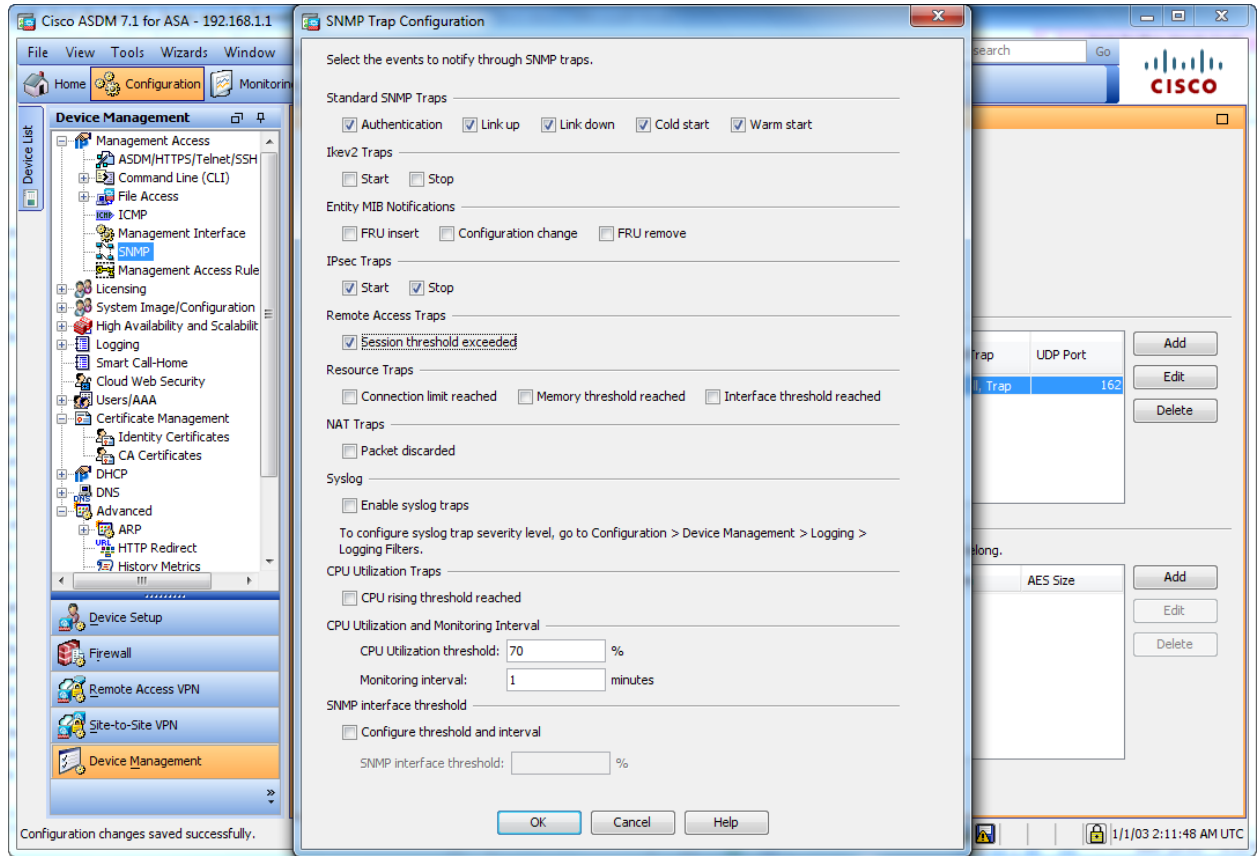 Cisco ASDM 7.1 for ASA - 192.168.1.1
File View Tools Wizards Window
search Go
CISCO
Home Configuration
Device List
Device Management
Management Access
ASDM/HTTPS/Telnet/SSH
Command Line (CLI)
File Access
ICMP ICMP
Management Interface
SNMP
Management Access Rule
Licensing
System Image/Configuration
High Availability and Scalabilit
Logging
Smart Call-Home
Cloud Web Security
Users/AAA
Certificate Management
Identity Certificates
CA Certificates
DHCP
DNS DNS
Advanced
ARP
URL HTTP Redirect
History Metrics
Device Setup
Firewall
Remote Access VPN
Site-to-Site VPN
Device Management
»
Configuration changes saved successfully.
SNMP Trap Configuration
Select the events to notify through SNMP traps.
Standard SNMP Traps
Authentication Link up Link down Cold start Warm start
Ikev2 Traps
Start Stop
Entity MIB Notifications
FRU insert Configuration change FRU remove
IPsec Traps
Start Stop
Remote Access Traps
Session threshold exceeded
Resource Traps
Connection limit reached Memory threshold reached Interface threshold reached
NAT Traps
Packet discarded
Syslog
Enable syslog traps
To configure syslog trap severity level, go to Configuration > Device Management > Logging >
Logging Filters.
CPU Utilization Traps
CPU rising threshold reached
CPU Utilization and Monitoring Interval
CPU Utilization threshold: 70 %
Monitoring interval: 1 minutes
SNMP interface threshold
Configure threshold and interval
SNMP interface threshold: %
OK Cancel Help
UDP Port
Trap 162
Add
Edit
Delete
AES Size
Add
Edit
Delete
1/1/03 2:11:48 AM UTC